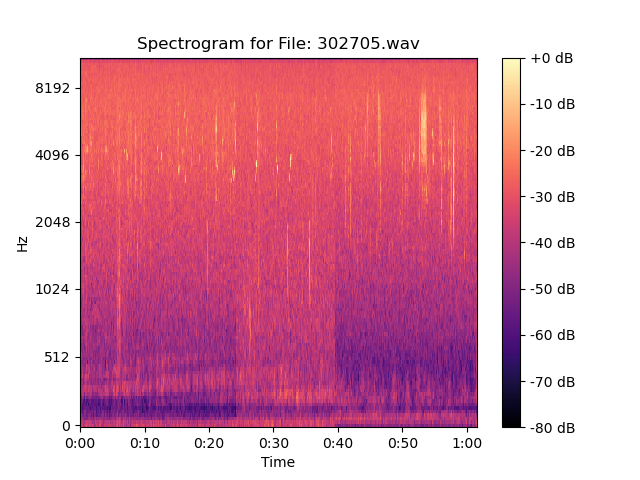 Spectrogram for File: 302705.wav
+0 dB
8192
-10 dB
4096
-20 dB
-30 dB
2048
Hz
-40 dB
1024
-50 dB
512
-60 dB
-70 dB
0
-80 dB
0:00 0:10 0:20 0:30 0:40 0:50 1:00
Time